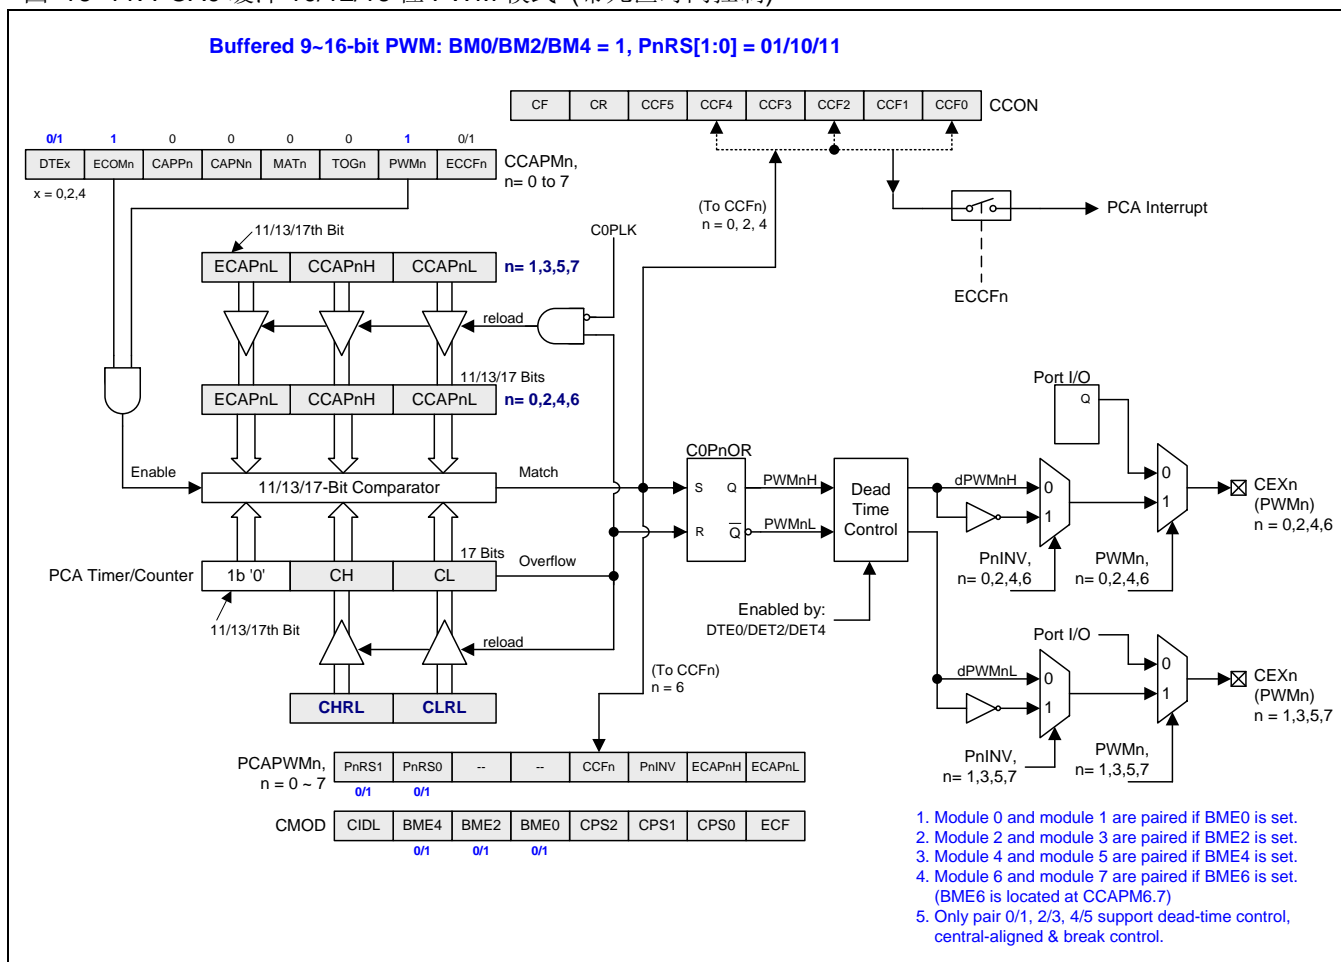 Buffered 9~16-bit PWM: BM0/BM2/BM4 = 1, PnRS[1:0] = 01/10/11
CF CR CCF5 CCF4 CCF3 CCF2 CCF1 CCF0 CCON
0/1 1 0 0 0 0 1 0/1
DTEx ECOMn CAPPn CAPNn MATn TOGn PWMn ECCFn
CCAPMn,
n= 0 to 7
x = 0,2,4
(To CCFn)
n = 0, 2, 4
PCA Interrupt
ECCFn
11/13/17th Bit
C0PLK
ECAPnL CCAPnH CCAPnL n= 1,3,5,7
reload
11/13/17 Bits
ECAPnL CCAPnH CCAPnL n= 0,2,4,6
Enable
11/13/17-Bit Comparator
Match
C0PnOR
S Q
R Q
PWMnH
PWMnL
Dead
Time
Control
Port I/O
Q
dPWMnH
0
1
0
1
CEXn
(PWMn)
n = 0,2,4,6
PnINV,
n= 0,2,4,6
PWMn,
n= 0,2,4,6
17 Bits
Overflow
PCA Timer/Counter 1b '0' CH CL
11/13/17th Bit
reload
Enabled by:
DTE0/DET2/DET4
Port I/O
dPWMnL
0
1
0
1
CEXn
(PWMn)
n = 1,3,5,7
PnINV,
n= 1,3,5,7
PWMn,
n= 1,3,5,7
(To CCFn)
n = 6
CHRL CLRL
PCAPWMn,
n = 0 ~ 7
PnRS1 PnRS0 -- -- CCFn PnINV ECAPnH ECAPnL
0/1 0/1
CMOD CIDL BME4 BME2 BME0 CPS2 CPS1 CPS0 ECF
0/1 0/1 0/1
1. Module 0 and module 1 are paired if BME0 is set.
2. Module 2 and module 3 are paired if BME2 is set.
3. Module 4 and module 5 are paired if BME4 is set.
4. Module 6 and module 7 are paired if BME6 is set.
(BME6 is located at CCAPM6.7)
5. Only pair 0/1, 2/3, 4/5 support dead-time control,
central-aligned & break control.